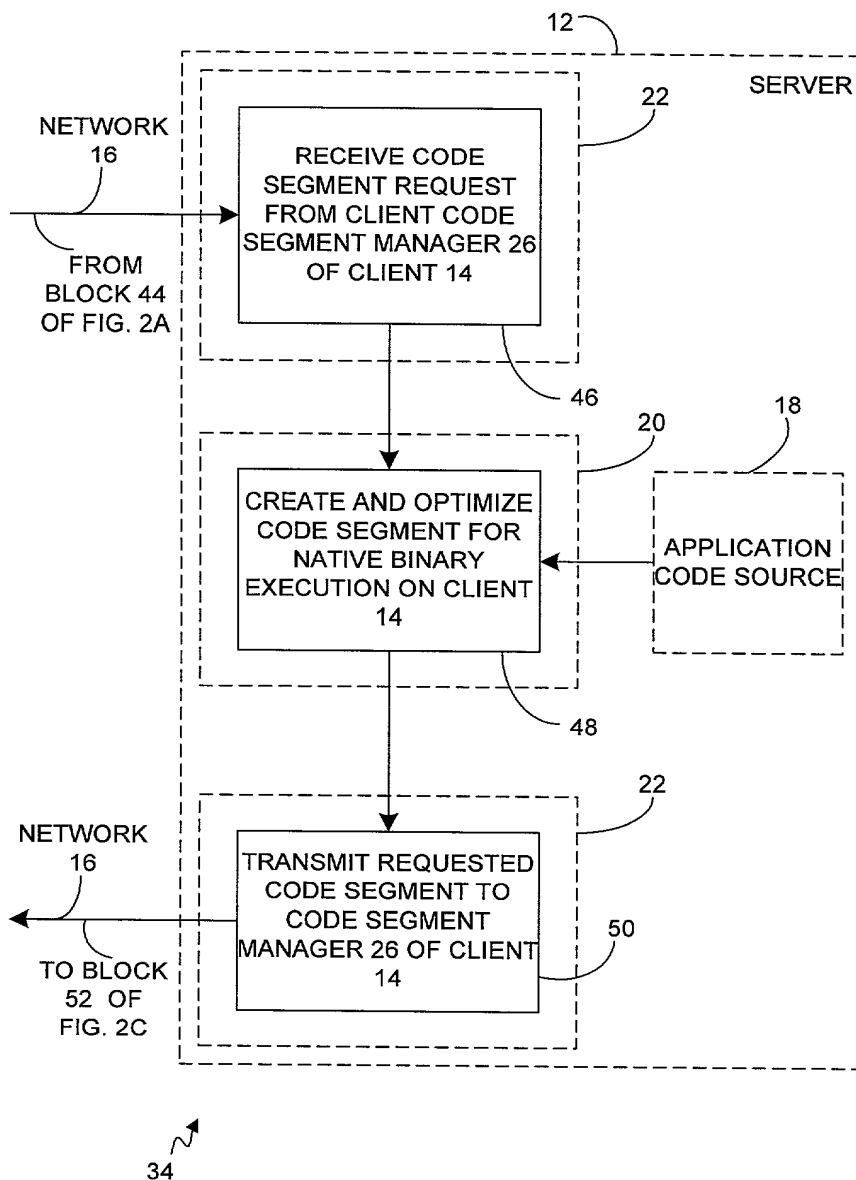 12
SERVER
NETWORK
16
22
RECEIVE CODE
SEGMENT REQUEST
FROM CLIENT CODE
SEGMENT MANAGER 26
OF CLIENT 14
FROM
BLOCK 44
OF FIG. 2A
46
20
18
CREATE AND OPTIMIZE
CODE SEGMENT FOR
NATIVE BINARY
EXECUTION ON CLIENT
14
APPLICATION
CODE SOURCE
48
22
NETWORK
16
TRANSMIT REQUESTED
CODE SEGMENT TO
CODE SEGMENT
MANAGER 26 OF CLIENT
14
50
TO BLOCK
52 OF
FIG. 2C
34